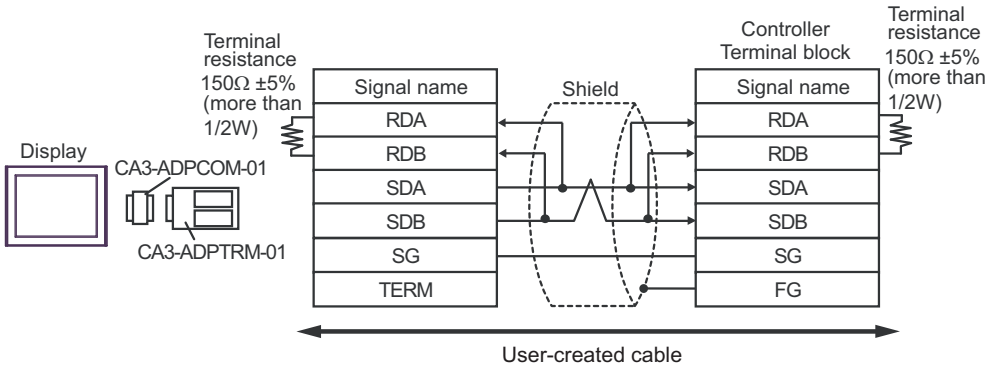 Terminal
resistance
150Ω ±5%
(more than
1/2W)
Display
CA3-ADPCOM-01
CA3-ADPTRM-01
Signal name
RDA
RDB
SDA
SDB
SG
TERM
Shield
Controller
Terminal block
Signal name
RDA
RDB
SDA
SDB
SG
FG
Terminal
resistance
150Ω ±5%
(more than
1/2W)
User-created cable